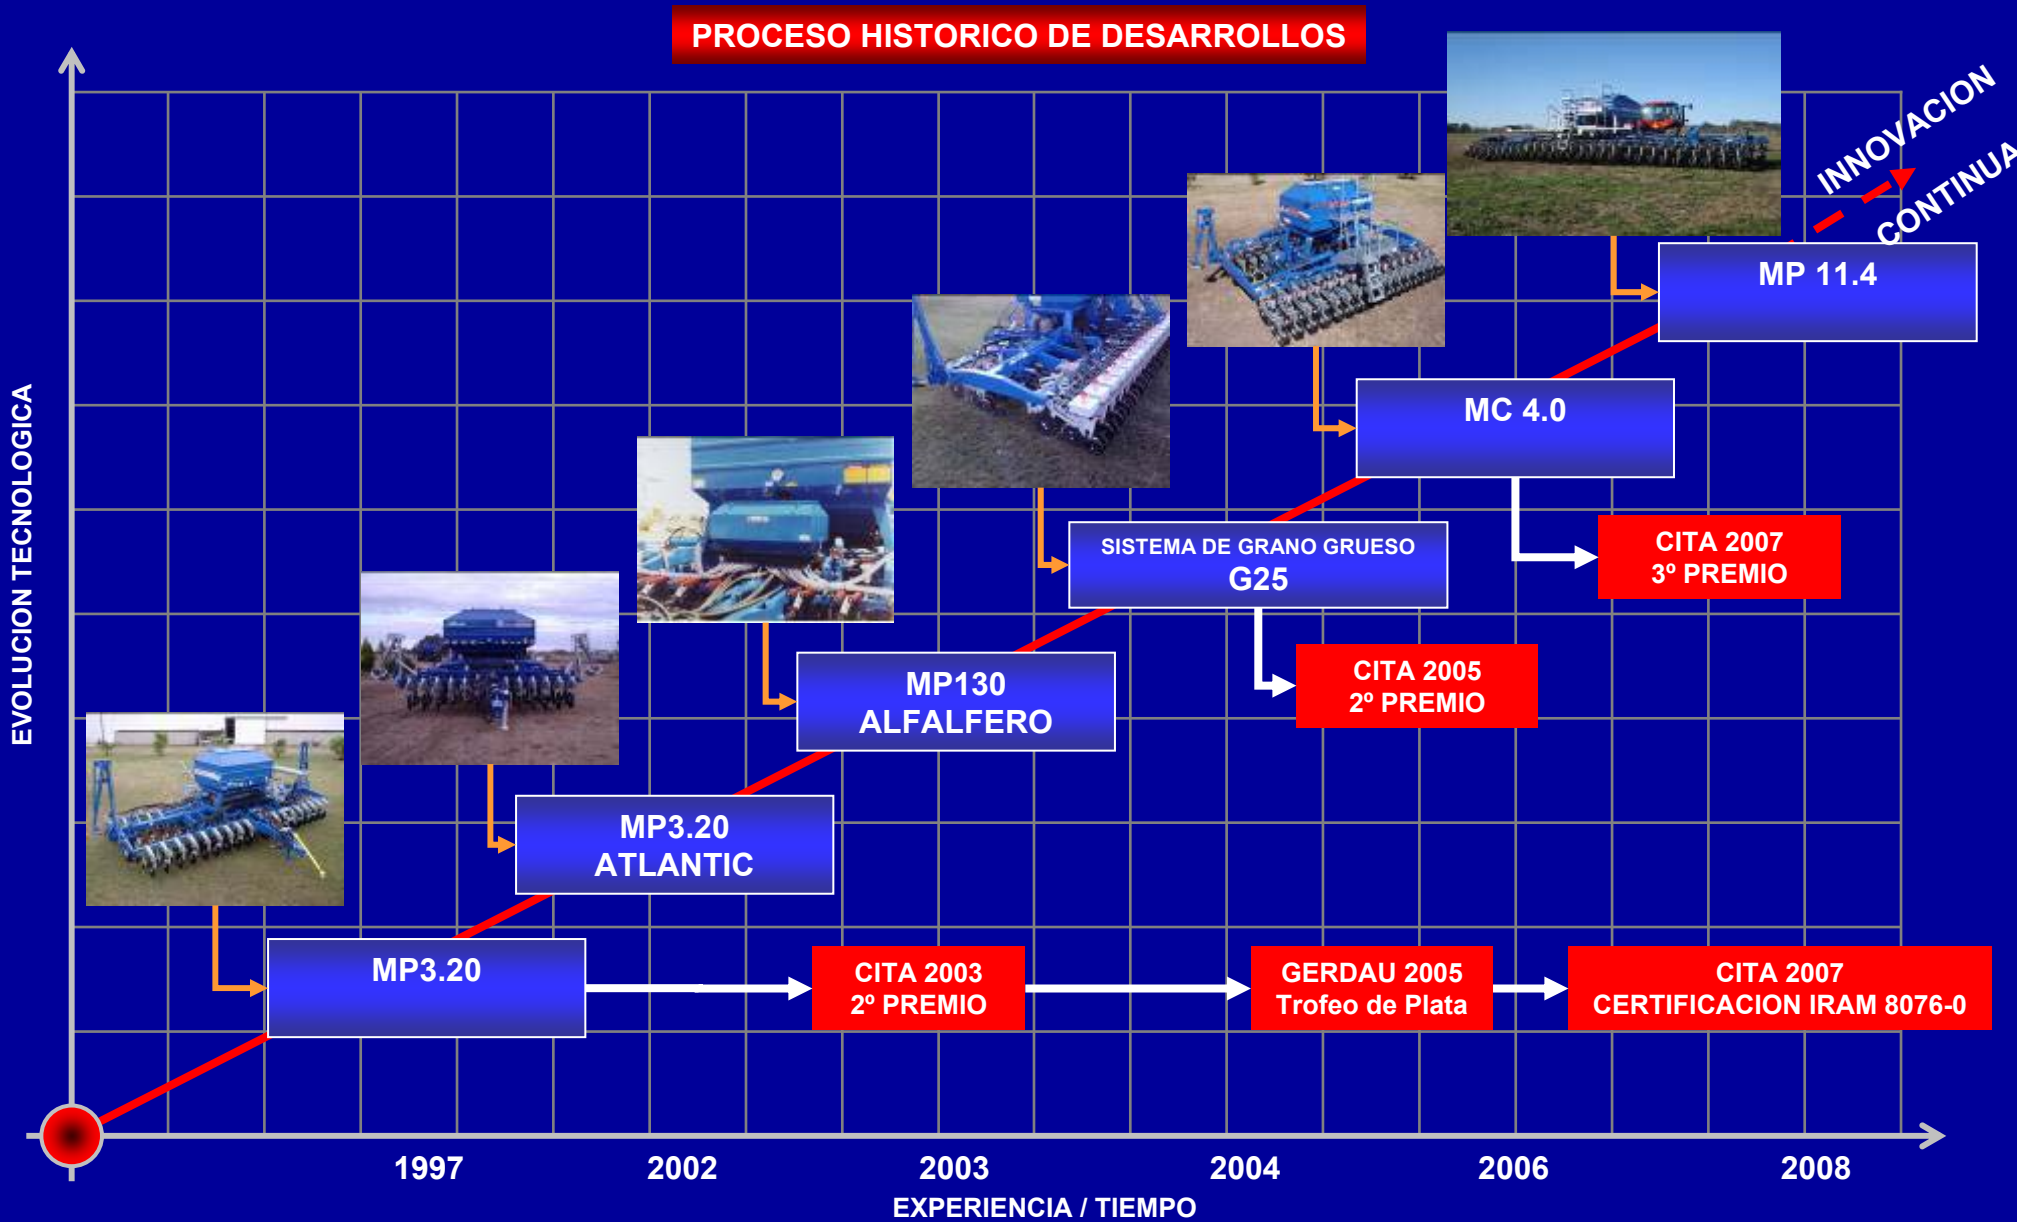 PROCESO HISTORICO DE DESARROLLOS
INNOVACION
CONTINUA
MP 11.4
MC 4.0
CITA 2007
3º PREMIO
SISTEMA DE GRANO GRUESO
G25
CITA 2005
2º PREMIO
MP130
ALFALFERO
MP3.20
ATLANTIC
MP3.20
CITA 2003
2º PREMIO
GERDAU 2005
Trofeo de Plata
CITA 2007
CERTIFICACION IRAM 8076-0
EVOLUCION TECNOLOGICA
1997
2002
2003
2004
2006
2008
EXPERIENCIA / TIEMPO